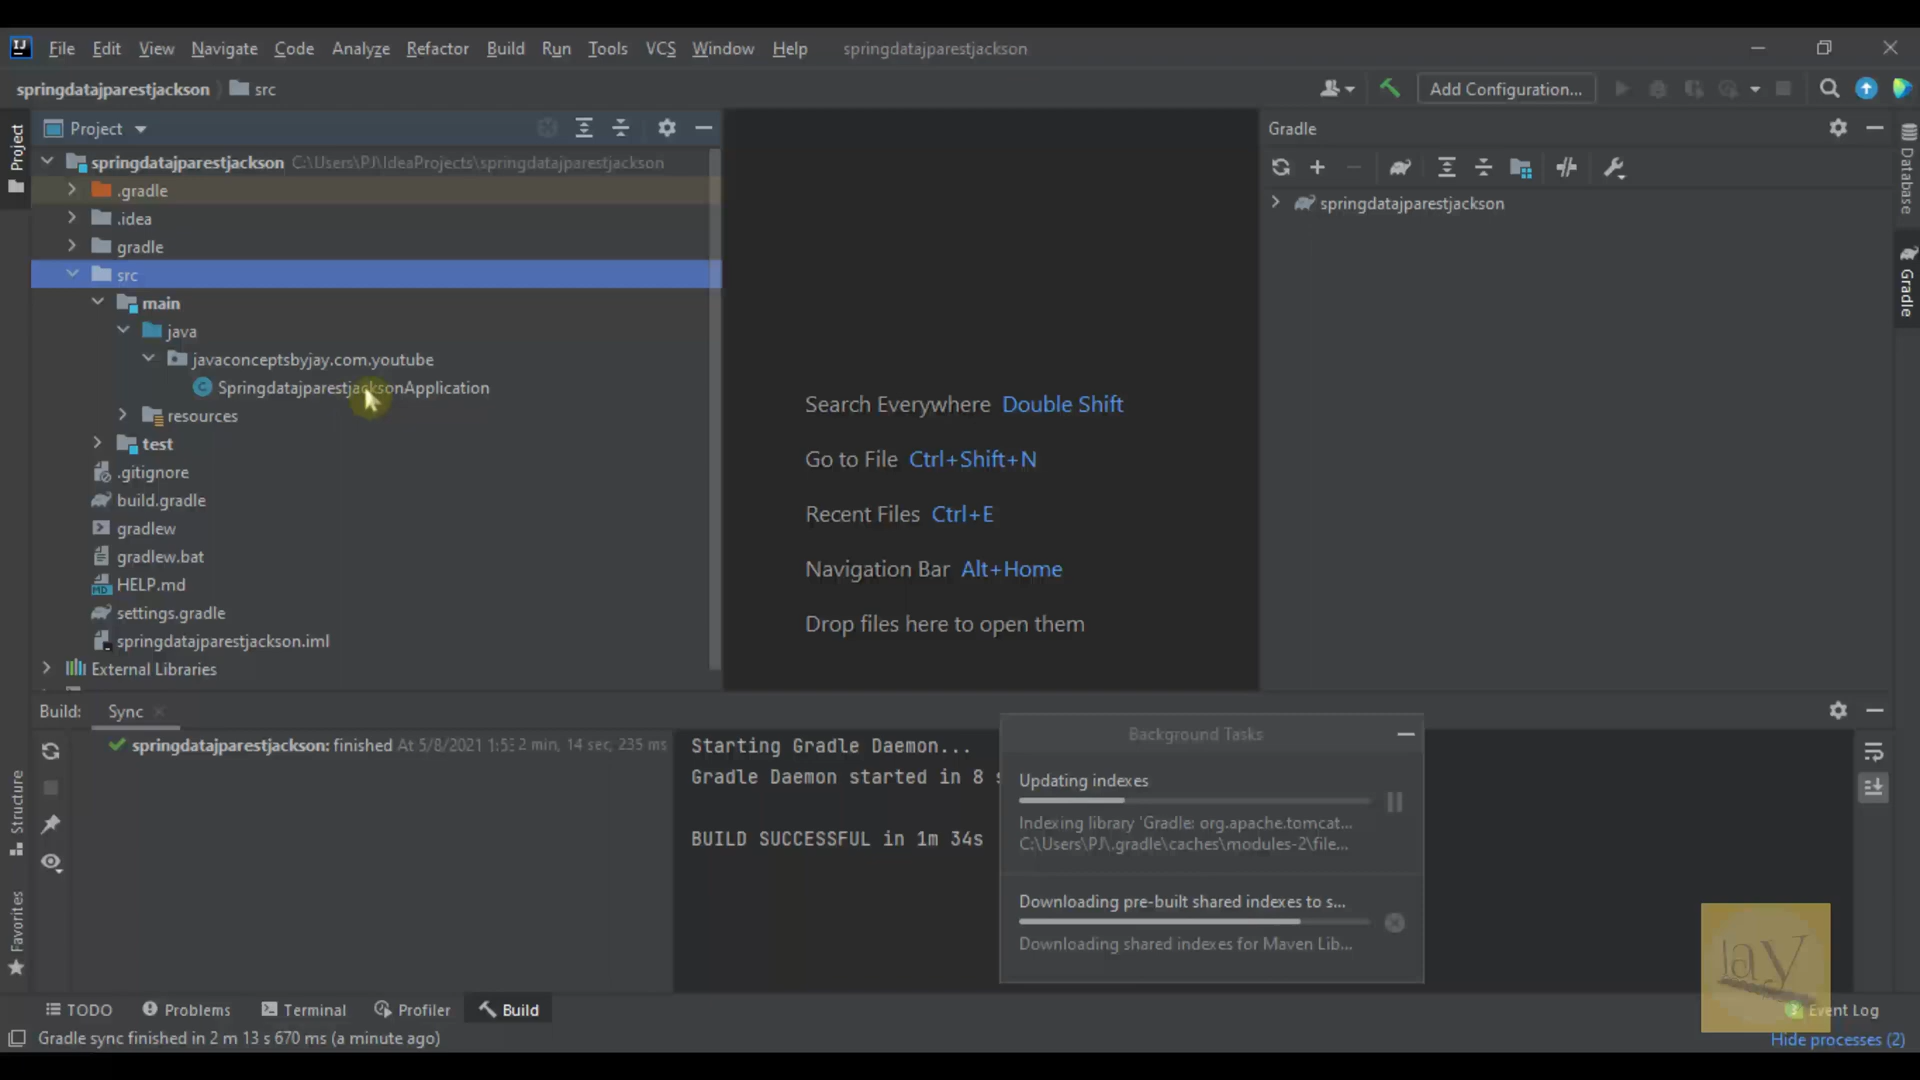 File Edit View Navigate Code Analyze Refactor Build Run Tools VCS Window Help springdatajparestjackson
springdatajparestjackson src
Add Configuration...
Project
springdatajparestjackson C:\Users\PJ\IdeaProjects\springdatajparestjackson
.gradle
.idea
gradle
src
main
java
javaconceptsbyjay.com.youtube
SpringdatajparestjacksonApplication
resources
test
.gitignore
build.gradle
gradlew
gradlew.bat
HELP.md
settings.gradle
springdatajparestjackson.iml
External Libraries
Project
Structure
Favorites
Search Everywhere Double Shift
Go to File Ctrl+Shift+N
Recent Files Ctrl+E
Navigation Bar Alt+Home
Drop files here to open them
Gradle
springdatajparestjackson
Database
Gradle
Build: Sync
springdatajparestjackson: finished At 5/8/2021 1:5 2 min, 14 sec, 235 ms
Starting Gradle Daemon...
Gradle Daemon started in 8 s
BUILD SUCCESSFUL in 1m 34s
Background Tasks
Updating indexes
Indexing library 'Gradle: org.apache.tomcat...
C:\Users\PJ\.gradle\caches\modules-2\file...
Downloading pre-built shared indexes to s...
Downloading shared indexes for Maven Lib...
Jay
TODO Problems Terminal Profiler Build Event Log
Gradle sync finished in 2 m 13 s 670 ms (a minute ago) Hide processes (2)